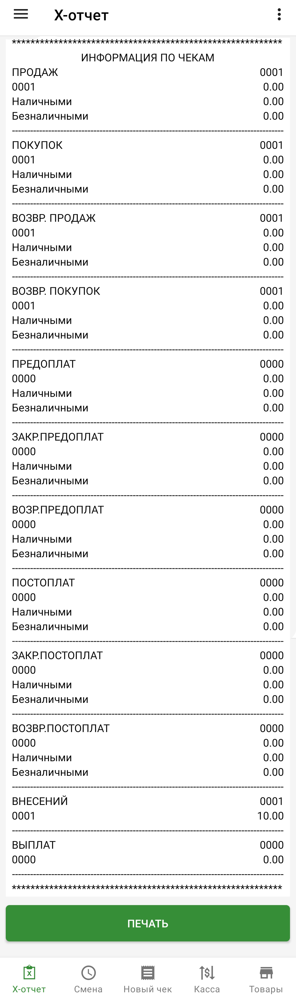 X-отчет
**********************************************************
ИНФОРМАЦИЯ ПО ЧЕКАМ
ПРОДАЖ 0001
0001 0.00
Наличными 0.00
Безналичными 0.00
--------------------------------------------------------------------------------
ПОКУПОК 0001
0001 0.00
Наличными 0.00
Безналичными 0.00
--------------------------------------------------------------------------------
ВОЗВР. ПРОДАЖ 0001
0001 0.00
Наличными 0.00
Безналичными 0.00
--------------------------------------------------------------------------------
ВОЗВР. ПОКУПОК 0001
0001 0.00
Наличными 0.00
Безналичными 0.00
--------------------------------------------------------------------------------
ПРЕДОПЛАТ 0000
0000 0.00
Наличными 0.00
Безналичными 0.00
--------------------------------------------------------------------------------
ЗАКР.ПРЕДОПЛАТ 0000
0000 0.00
Наличными 0.00
Безналичными 0.00
--------------------------------------------------------------------------------
ВОЗР.ПРЕДОПЛАТ 0000
0000 0.00
Наличными 0.00
Безналичными 0.00
--------------------------------------------------------------------------------
ПОСТОПЛАТ 0000
0000 0.00
Наличными 0.00
Безналичными 0.00
--------------------------------------------------------------------------------
ЗАКР.ПОСТОПЛАТ 0000
0000 0.00
Наличными 0.00
Безналичными 0.00
--------------------------------------------------------------------------------
ВОЗВР.ПОСТОПЛАТ 0000
0000 0.00
Наличными 0.00
Безналичными 0.00
--------------------------------------------------------------------------------
ВНЕСЕНИЙ 0001
0001 10.00
--------------------------------------------------------------------------------
ВЫПЛАТ 0000
0000 0.00
--------------------------------------------------------------------------------
**********************************************************
ПЕЧАТЬ
X-отчет Смена Новый чек Касса Товары